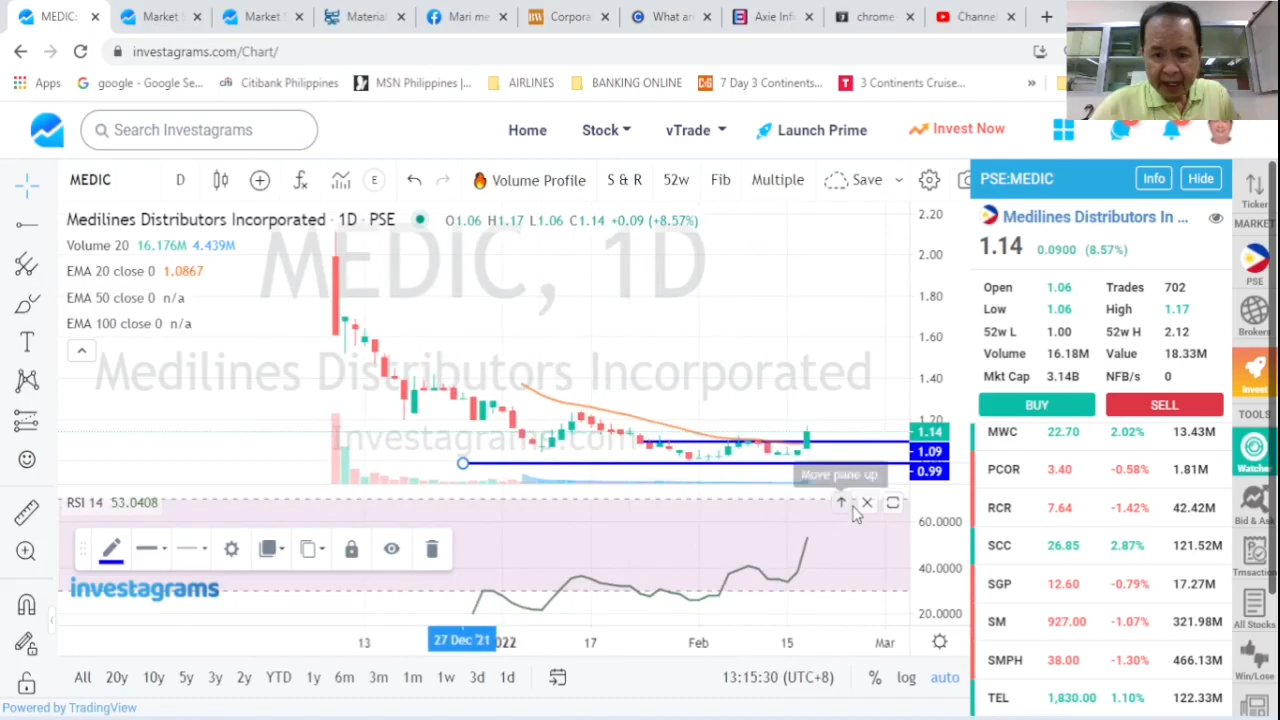 MEDIC:
Market
Market S
Material
Mari me
Corpora
What ar
Axie Inf
chrome
Channe
investagrams.com/Chart/
Apps
google - Google Se...
Citibank Philippines
MSN Philippines |...
AIRLINES
BANKING ONLINE
7 Day 3 Continents...
3 Continents Cruise...
»
Search Investagrams
Home
Stock
vTrade
Launch Prime
Invest Now
MEDIC
D
E
Volume Profile
S & R
52w
Fib
Multiple
Save
PSE:MEDIC
Info
Hide
Ticker
MARKET
Medilines Distributors Incorporated · 1D · PSE
O1.06 H1.17 L1.06 C1.14 +0.09 (+8.57%)
Volume 20 16.176M 4.439M
EMA 20 close 0 1.0867
EMA 50 close 0 n/a
EMA 100 close 0 n/a
MEDIC, 1D
Medilines Distributors Incorporated
Investagrams.com
2.20
2.00
1.80
1.60
1.40
1.20
1.14
1.09
0.99
Move pane up
RSI 14 53.0408
60.0000
40.0000
20.0000
investagrams
13
27 Dec '21
2022
17
Feb
15
Mar
All 20y 10y 5y 3y 2y YTD 1y 6m 3m 1m 1w 3d 1d
13:15:30 (UTC+8)
% log auto
Powered by TradingView
Medilines Distributors In ...
1.14 0.0900 (8.57%)
Open 1.06 Trades 702
Low 1.06 High 1.17
52w L 1.00 52w H 2.12
Volume 16.18M Value 18.33M
Mkt Cap 3.14B NFB/s 0
BUY SELL
MWC 22.70 2.02% 13.43M
PCOR 3.40 -0.58% 1.81M
RCR 7.64 -1.42% 42.42M
SCC 26.85 2.87% 121.52M
SGP 12.60 -0.79% 17.27M
SM 927.00 -1.07% 321.98M
SMPH 38.00 -1.30% 466.13M
TEL 1,830.00 1.10% 122.33M
PSE
Brokers
Invest
TOOLS
Watcher
Bid & Ask
All Stocks
Win/Lose